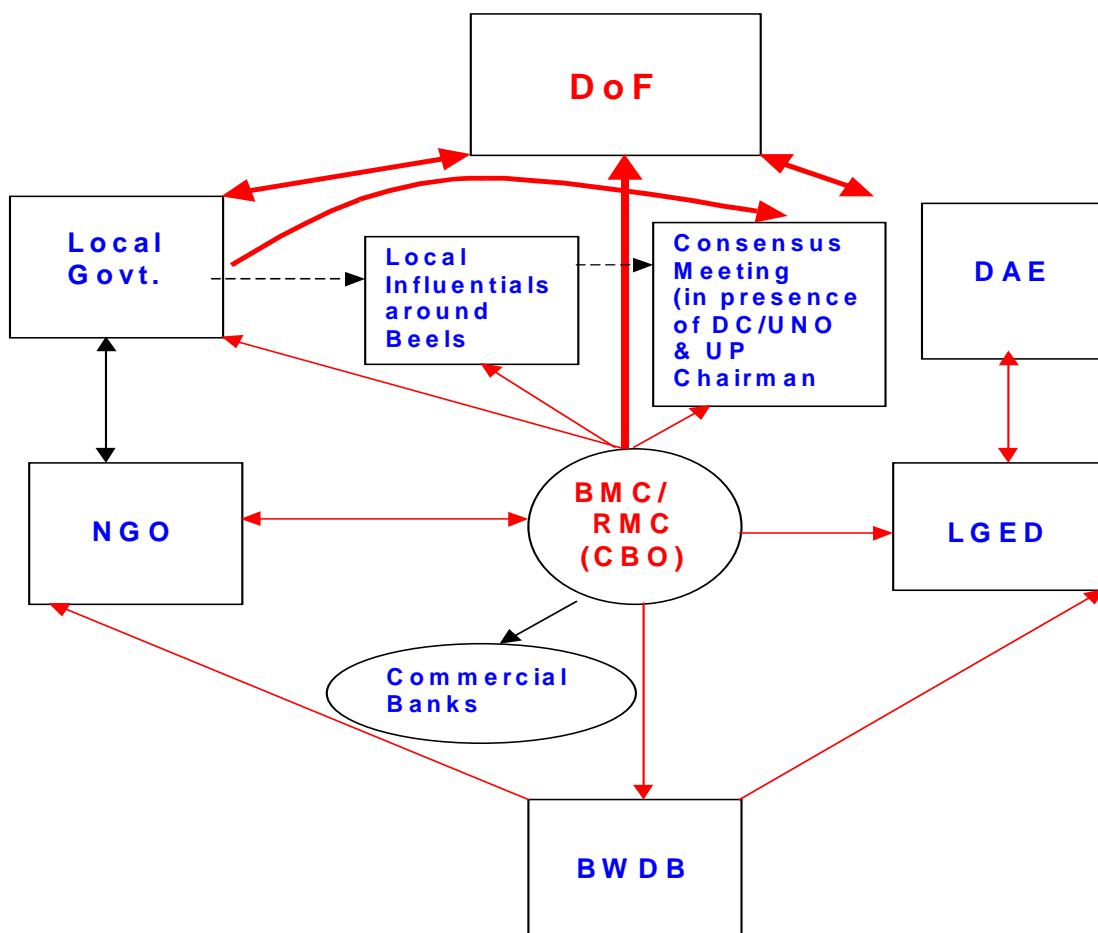 DoF
Local
Govt.
Local
Influentials
around
Beels
Consensus
Meeting
(in presence
of DC/UNO
& UP
Chairman
DAE
NGO
BMC/
RMC
(CBO)
LGED
Commercial
Banks
BWDB